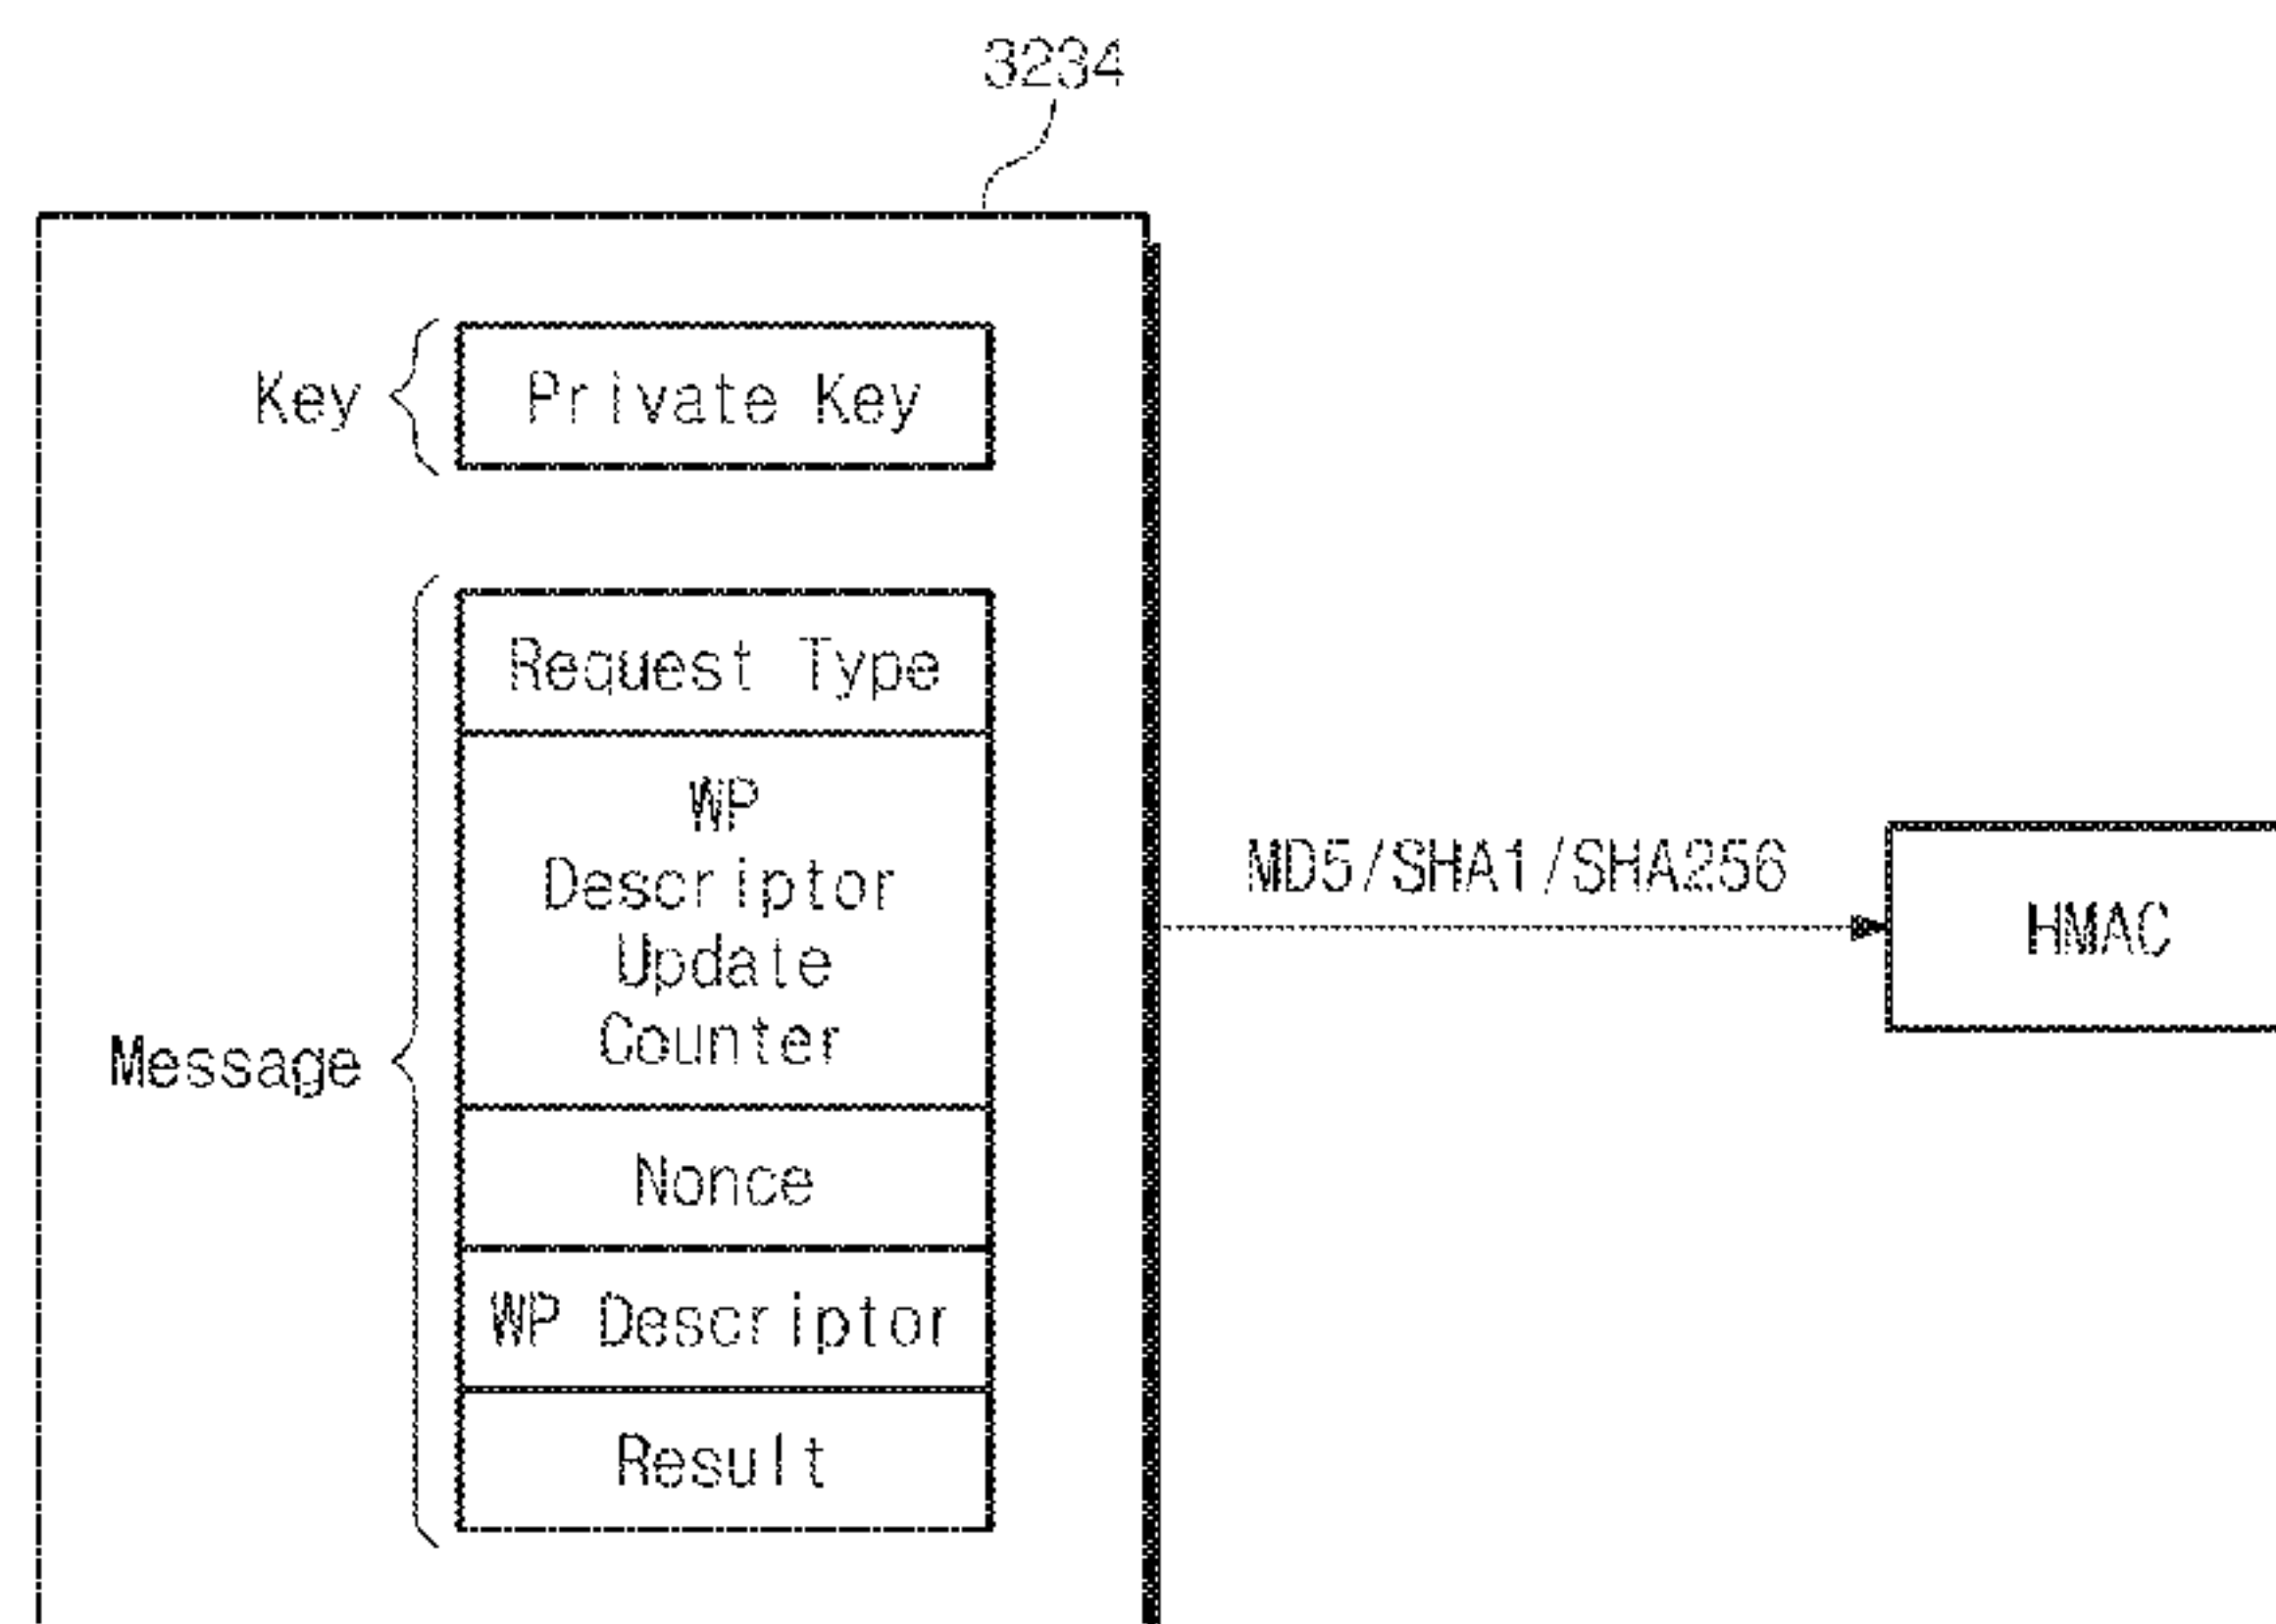 3234
Key
Private Key
Request Type
WP
Descriptor
Update
Counter
Message
Nonce
WP Descriptor
Result
MD5/SHA1/SHA256
HMAC